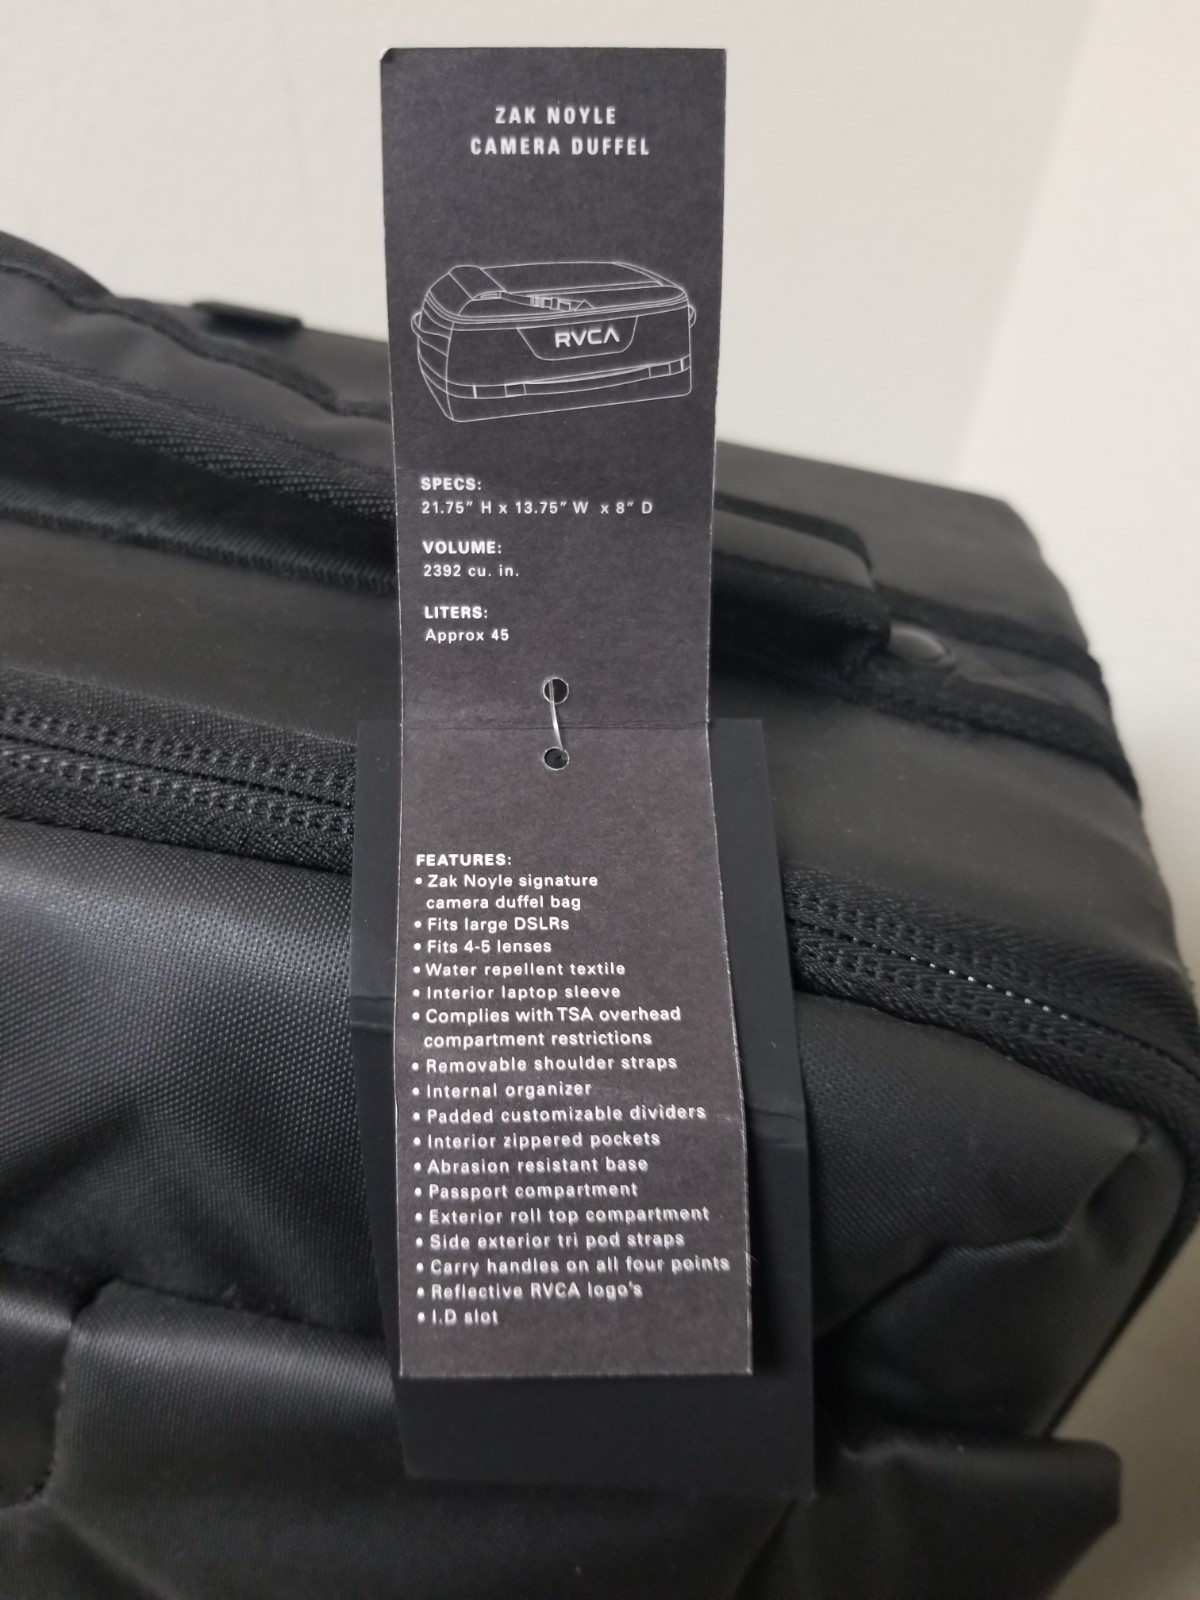 ZAK NOYLE
CAMERA DUFFEL
RVCA
SPECS:
21.75" H x 13.75" W x 8" D
VOLUME:
2392 cu. in.
LITERS:
Approx 45
FEATURES:
• Zak Noyle signature
camera duffel bag
• Fits large DSLRs
• Fits 4-5 lenses
• Water repellent textile
• Interior laptop sleeve
• Complies with TSA overhead
compartment restrictions
• Removable shoulder straps
• Internal organizer
• Padded customizable dividers
• Interior zippered pockets
• Abrasion resistant base
• Passport compartment
• Exterior roll top compartment
• Side exterior tri pod straps
• Carry handles on all four points
• Reflective RVCA logo's
• I.D slot